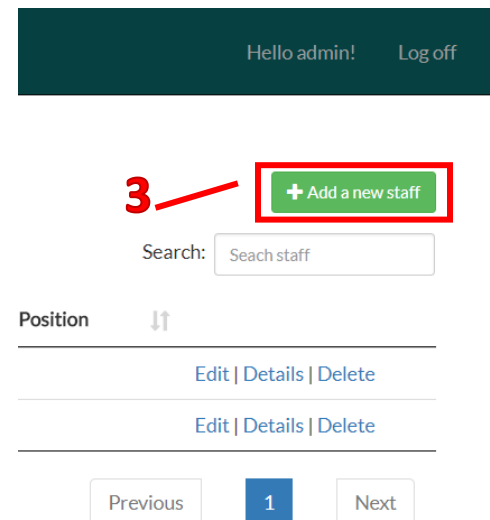 Hello admin! Log off
3
+ Add a new staff
Search: Seach staff
Position
Edit | Details | Delete
Edit | Details | Delete
Previous 1 Next